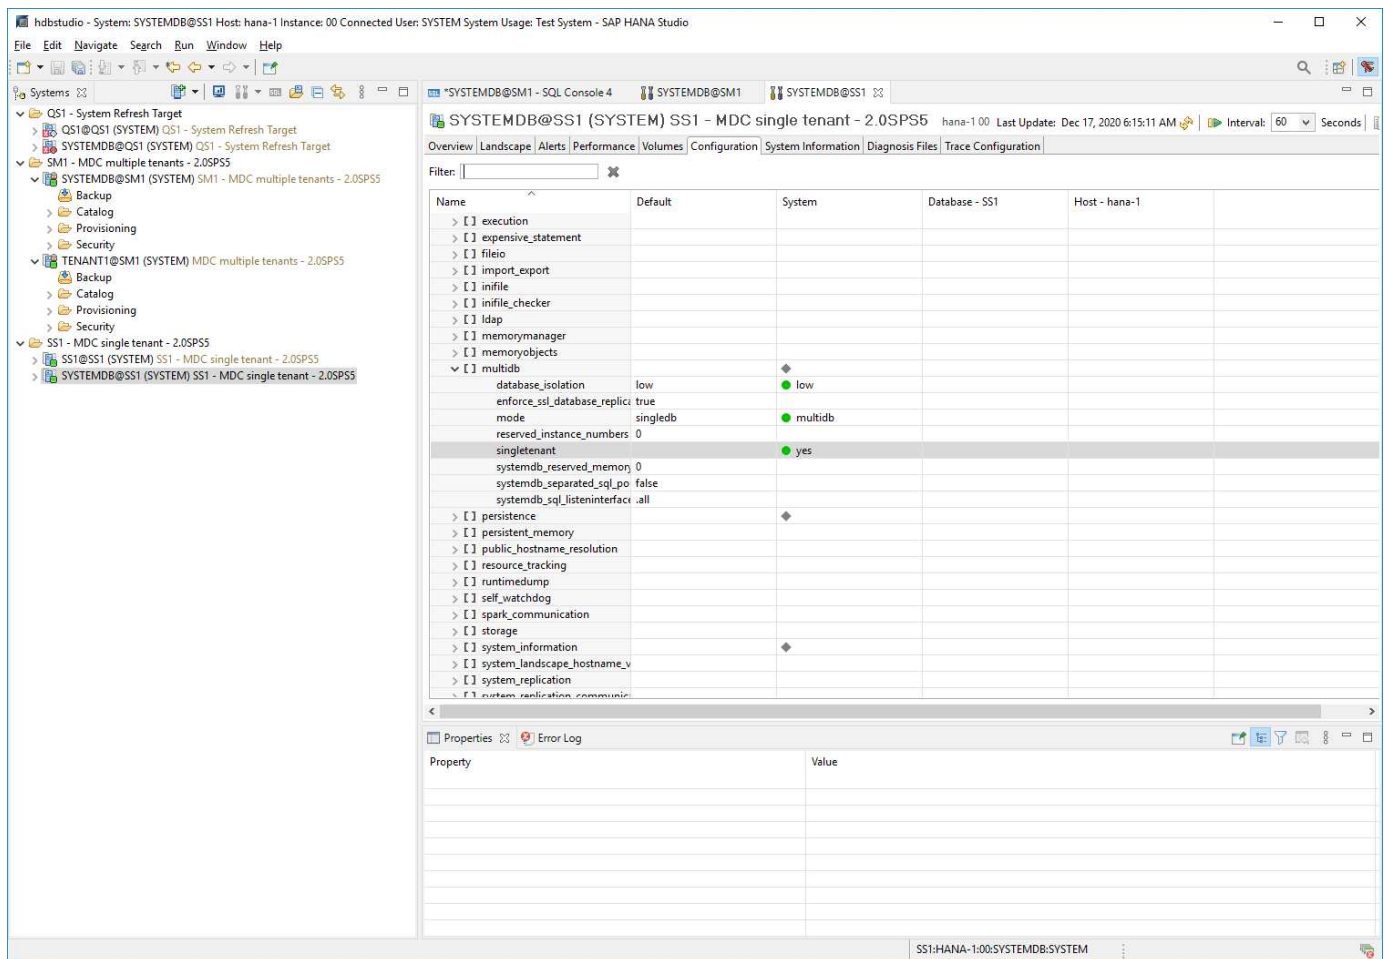 hdbstudio - System: SYSTEMDB@SS1 Host: hana-1 Instance: 00 Connected User: SYSTEM System Usage: Test System - SAP HANA Studio
File Edit Navigate Search Run Window Help
Systems
QS1 - System Refresh Target
QS1@QS1 (SYSTEM) QS1 - System Refresh Target
SYSTEMDB@QS1 (SYSTEM) QS1 - System Refresh Target
SM1 - MDC multiple tenants - 2.0SPS5
SYSTEMDB@SM1 (SYSTEM) SM1 - MDC multiple tenants - 2.0SPS5
Backup
Catalog
Provisioning
Security
TENANT1@SM1 (SYSTEM) MDC multiple tenants - 2.0SPS5
Backup
Catalog
Provisioning
Security
SS1 - MDC single tenant - 2.0SPS5
SS1@SS1 (SYSTEM) SS1 - MDC single tenant - 2.0SPS5
SYSTEMDB@SS1 (SYSTEM) SS1 - MDC single tenant - 2.0SPS5
*SYSTEMDB@SM1 - SQL Console 4 SYSTEMDB@SM1 SYSTEMDB@SS1
SYSTEMDB@SS1 (SYSTEM) SS1 - MDC single tenant - 2.0SPS5 hana-1 00 Last Update: Dec 17, 2020 6:15:11 AM Interval: 60 Seconds
Overview Landscape Alerts Performance Volumes Configuration System Information Diagnosis Files Trace Configuration
Filter:
Name Default System Database - SS1 Host - hana-1
[ ] execution
[ ] expensive_statement
[ ] fileio
[ ] import_export
[ ] inifile
[ ] inifile_checker
[ ] ldap
[ ] memorymanager
[ ] memoryobjects
[ ] multidb
database_isolation low low
enforce_ssl_database_replica true
mode singledb multidb
reserved_instance_numbers 0
singletenant yes
systemdb_reserved_memory 0
systemdb_separated_sql_po false
systemdb_sql_listeninterface .all
[ ] persistence
[ ] persistent_memory
[ ] public_hostname_resolution
[ ] resource_tracking
[ ] runtimedump
[ ] self_watchdog
[ ] spark_communication
[ ] storage
[ ] system_information
[ ] system_landscape_hostname_v
[ ] system_replication
[ ] system_replication_communic
Properties Error Log
Property Value
SS1:HANA-1:00:SYSTEMDB:SYSTEM